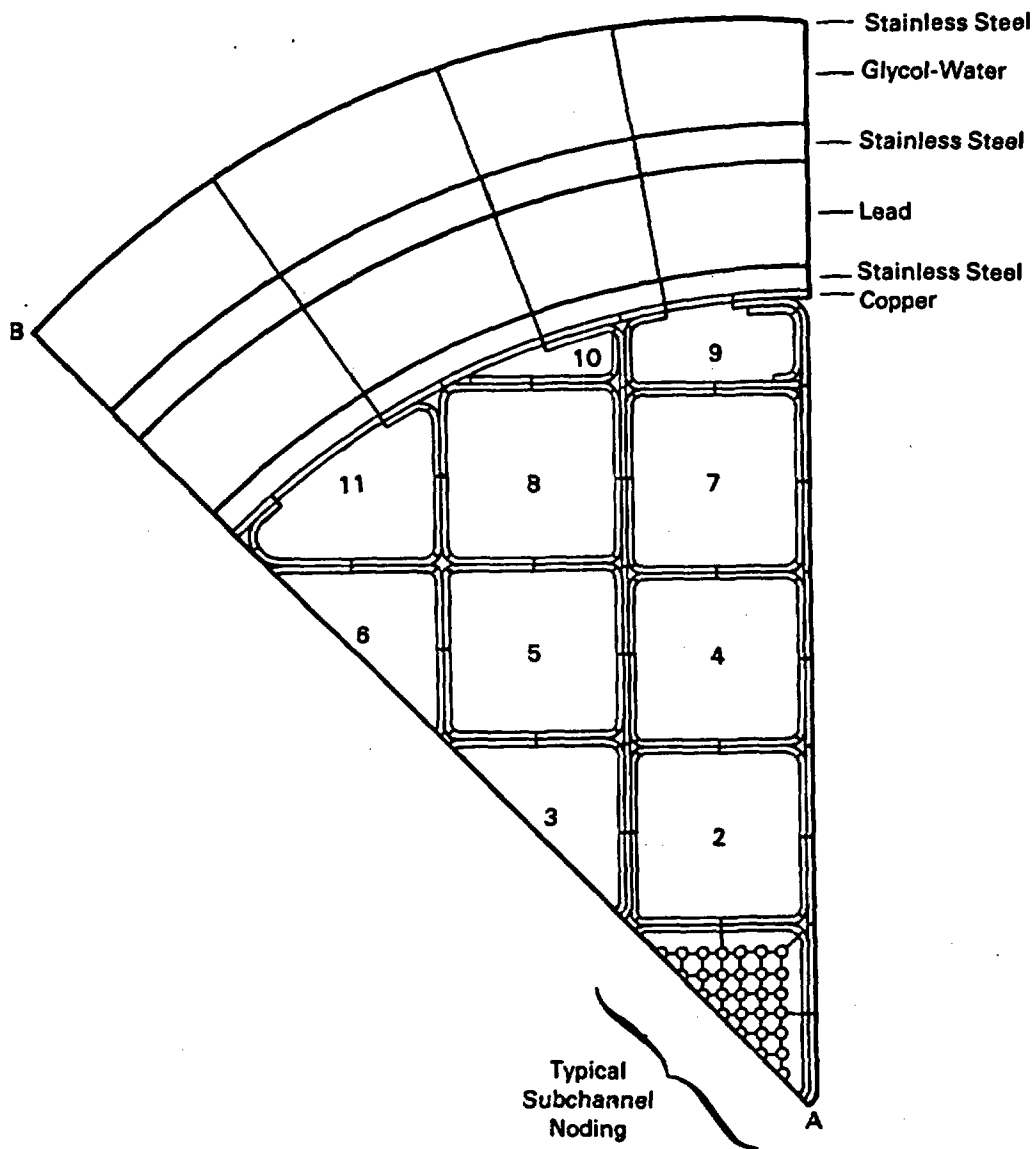 Stainless Steel
Glycol-Water
Stainless Steel
Lead
Stainless Steel
Copper
B
10
9
11
8
7
6
5
4
3
2
Typical
Subchannel
Noding
A